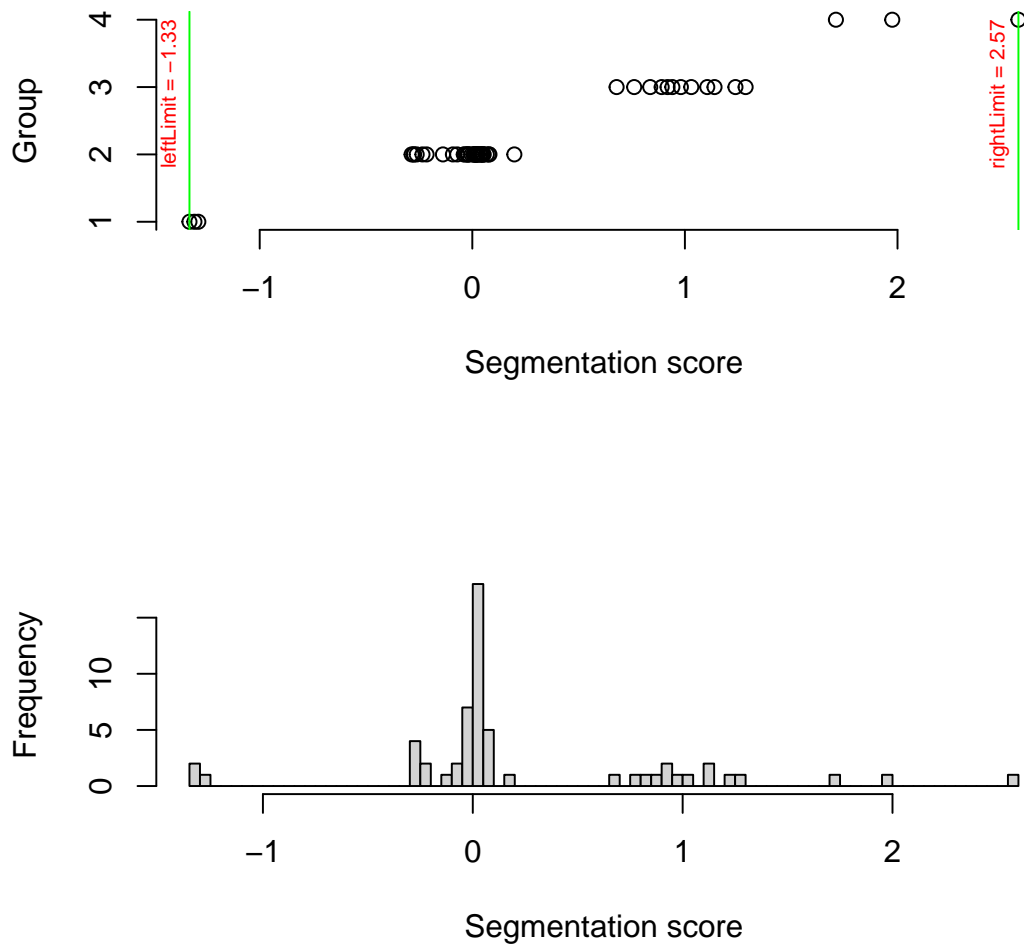 4
3
2
1
Group
leftLimit = −1.33
rightLimit = 2.57
−1 0 1 2
Segmentation score
Frequency
10
5
0
−1 0 1 2
Segmentation score